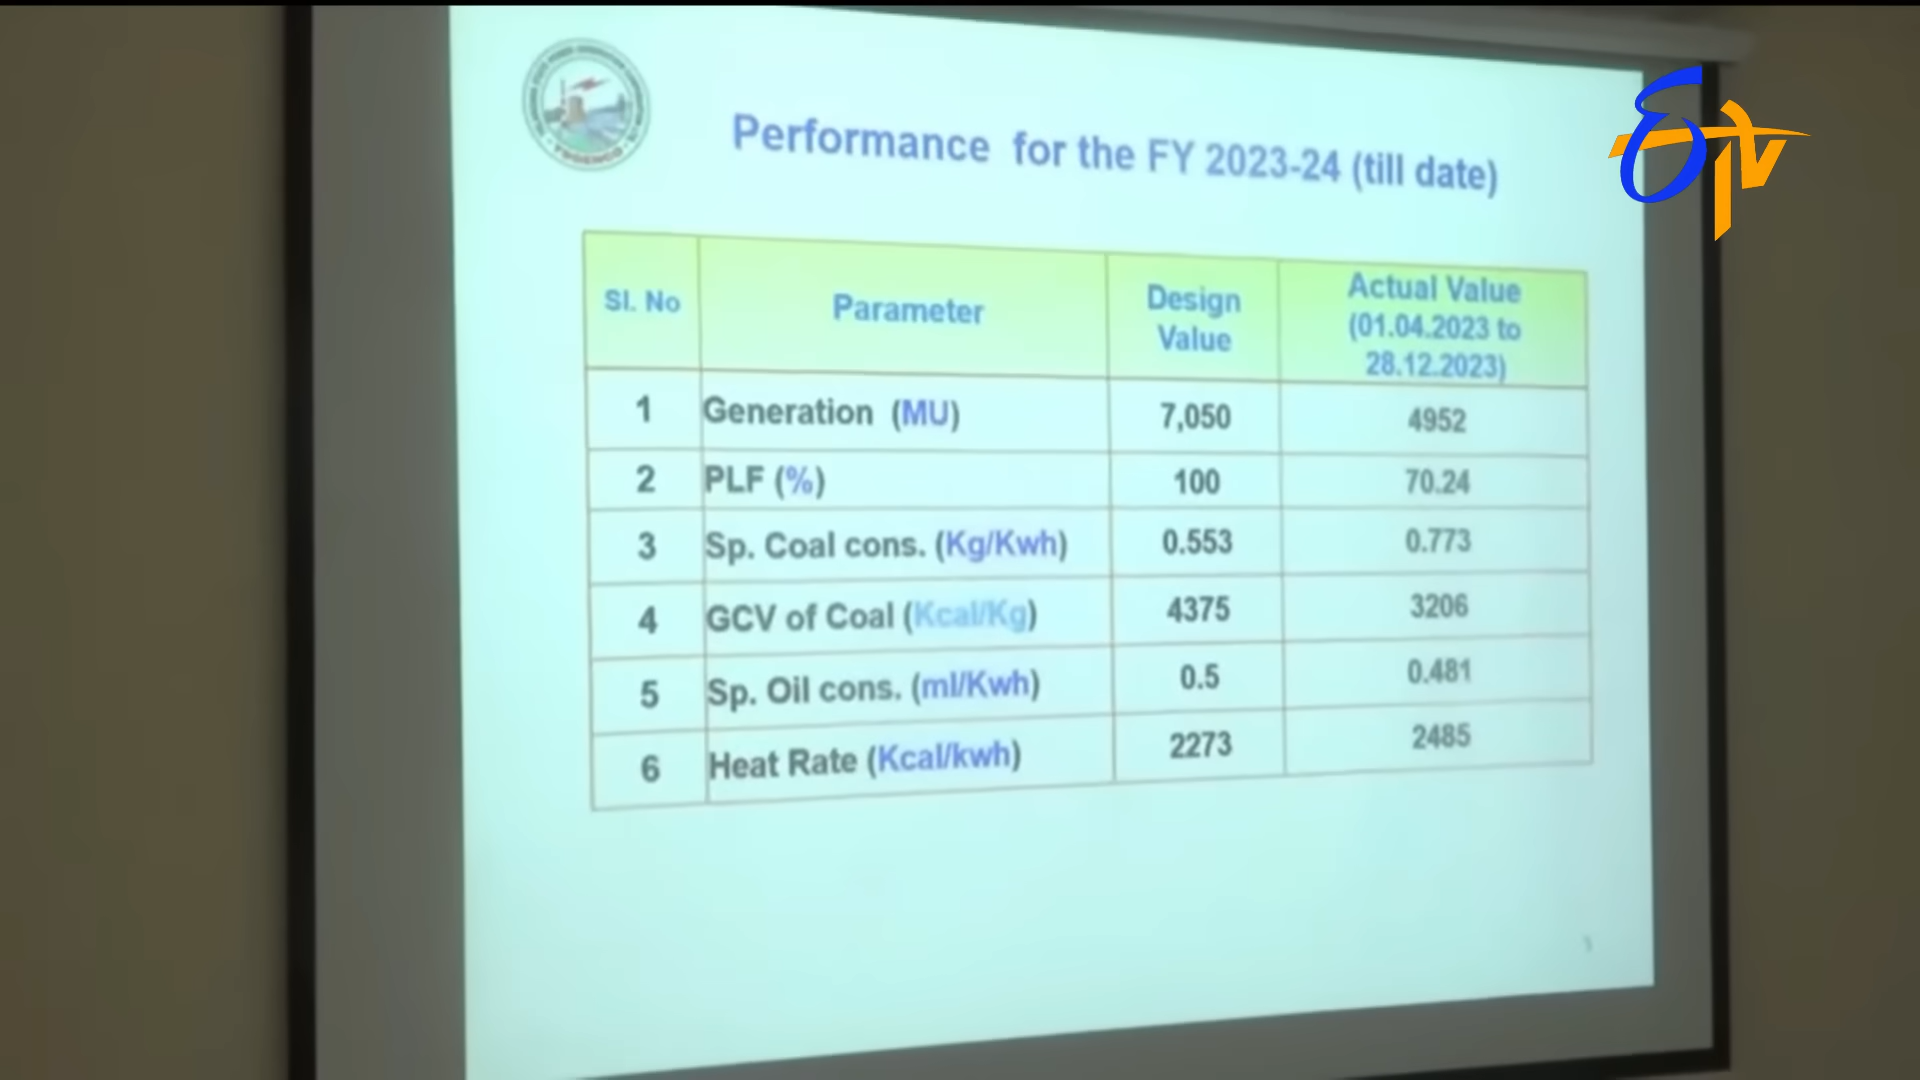 ETV
Performance for the FY 2023-24 (till date)
Sl. No Parameter Design Value Actual Value (01.04.2023 to 28.12.2023)
1 Generation (MU) 7,050 4952
2 PLF (%) 100 70.24
3 Sp. Coal cons. (Kg/Kwh) 0.553 0.773
4 GCV of Coal (Kcal/Kg) 4375 3206
5 Sp. Oil cons. (ml/Kwh) 0.5 0.481
6 Heat Rate (Kcal/kwh) 2273 2485